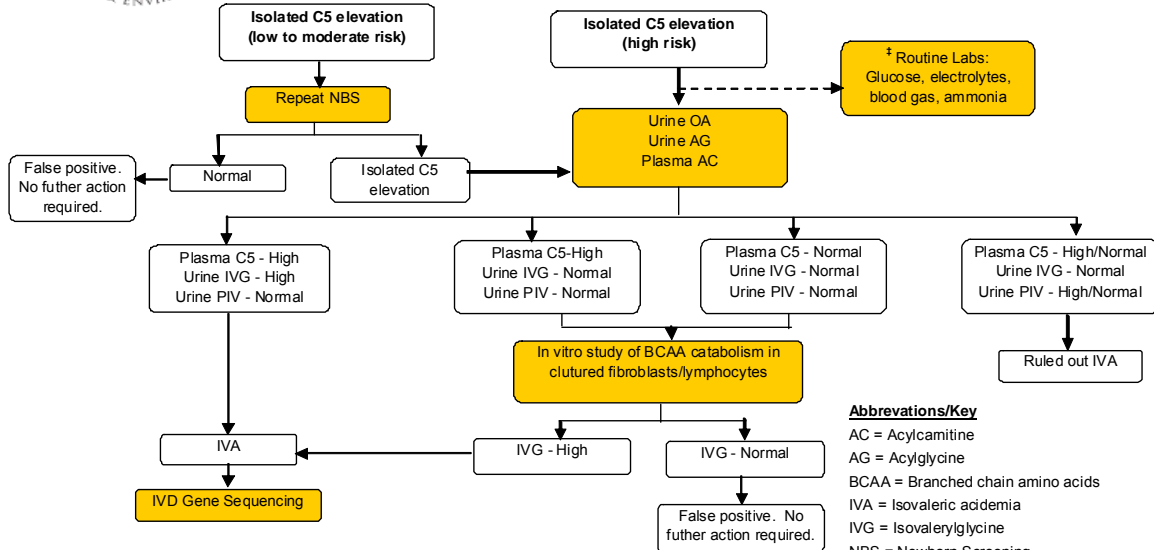 ENVI
Isolated C5 elevation
(low to moderate risk)
Isolated C5 elevation
(high risk)
‡ Routine Labs:
Glucose, electrolytes,
blood gas, ammonia
Repeat NBS
Urine OA
Urine AG
Plasma AC
False positive.
No futher action
required.
Normal
Isolated C5
elevation
Plasma C5 - High
Urine IVG - High
Urine PIV - Normal
Plasma C5-High
Urine IVG - Normal
Urine PIV - Normal
Plasma C5 - Normal
Urine IVG - Normal
Urine PIV - Normal
Plasma C5 - High/Normal
Urine IVG - Normal
Urine PIV - High/Normal
In vitro study of BCAA catabolism in
clutured fibroblasts/lymphocytes
Ruled out IVA
IVA
IVG - High
IVG - Normal
IVD Gene Sequencing
False positive. No
futher action required.
Abbrevations/Key
AC = Acylcarnitine
AG = Acylglycine
BCAA = Branched chain amino acids
IVA = Isovaleric acidemia
IVG = Isovalerylglycine
NBS = Newborn Screening